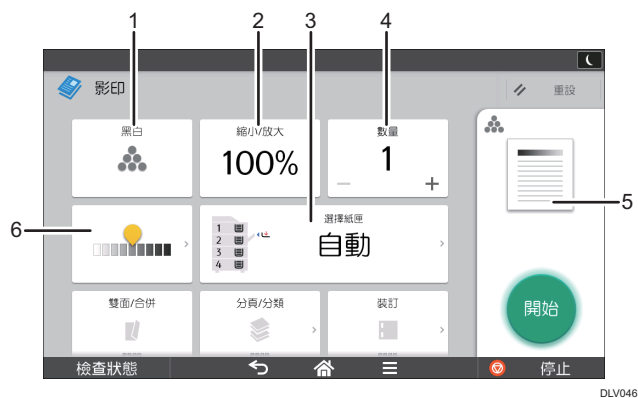 1 2 3 4
影印
重設
黑白
縮小/放大
100%
數量
1
− +
5
6
選擇紙匣
自動
1
2
3
4
雙面/合併
分頁/分類
裝訂
開始
檢查狀態
停止
DLV046